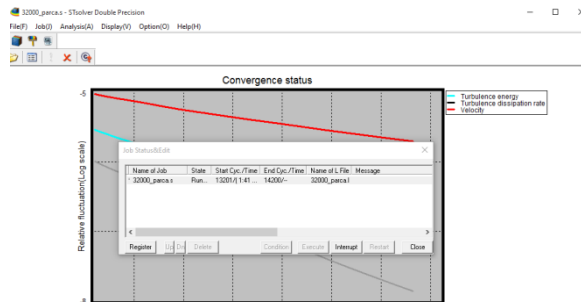 32000_parca.s - STsolver Double Precision
File(F) Job(J) Analysis(A) Display(V) Option(O) Help(H)
Convergence status
-5
Turbulence energy
Turbulence dissipation rate
Velocity
Relative fluctuation(Log scale)
Job Status&Edit
Name of Job State Start Cyc./Time End Cyc./Time Name of L File Message
32000_parca.s Run... 13201/( 1:41 ... 14200/-- 32000_parca.l
Register Up Delete Condition Execute Interrupt Restart Close